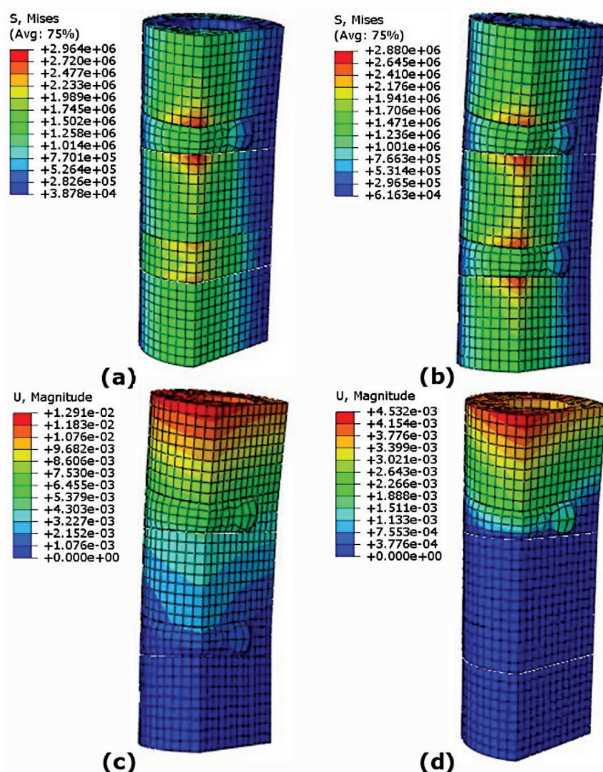 S, Mises
(Avg: 75%)
+2.964e+06
+2.720e+06
+2.477e+06
+2.233e+06
+1.989e+06
+1.745e+06
+1.502e+06
+1.258e+06
+1.014e+06
+7.701e+05
+5.264e+05
+2.826e+05
+3.878e+04
(a)
S, Mises
(Avg: 75%)
+2.880e+06
+2.645e+06
+2.410e+06
+2.176e+06
+1.941e+06
+1.706e+06
+1.471e+06
+1.236e+06
+1.001e+06
+7.663e+05
+5.314e+05
+2.965e+05
+6.163e+04
(b)
U, Magnitude
+1.291e-02
+1.183e-02
+1.076e-02
+9.682e-03
+8.606e-03
+7.530e-03
+6.455e-03
+5.379e-03
+4.303e-03
+3.227e-03
+2.152e-03
+1.076e-03
+0.000e+00
(c)
U, Magnitude
+4.532e-03
+4.154e-03
+3.776e-03
+3.399e-03
+3.021e-03
+2.643e-03
+2.266e-03
+1.888e-03
+1.511e-03
+1.133e-03
+7.553e-04
+3.776e-04
+0.000e+00
(d)